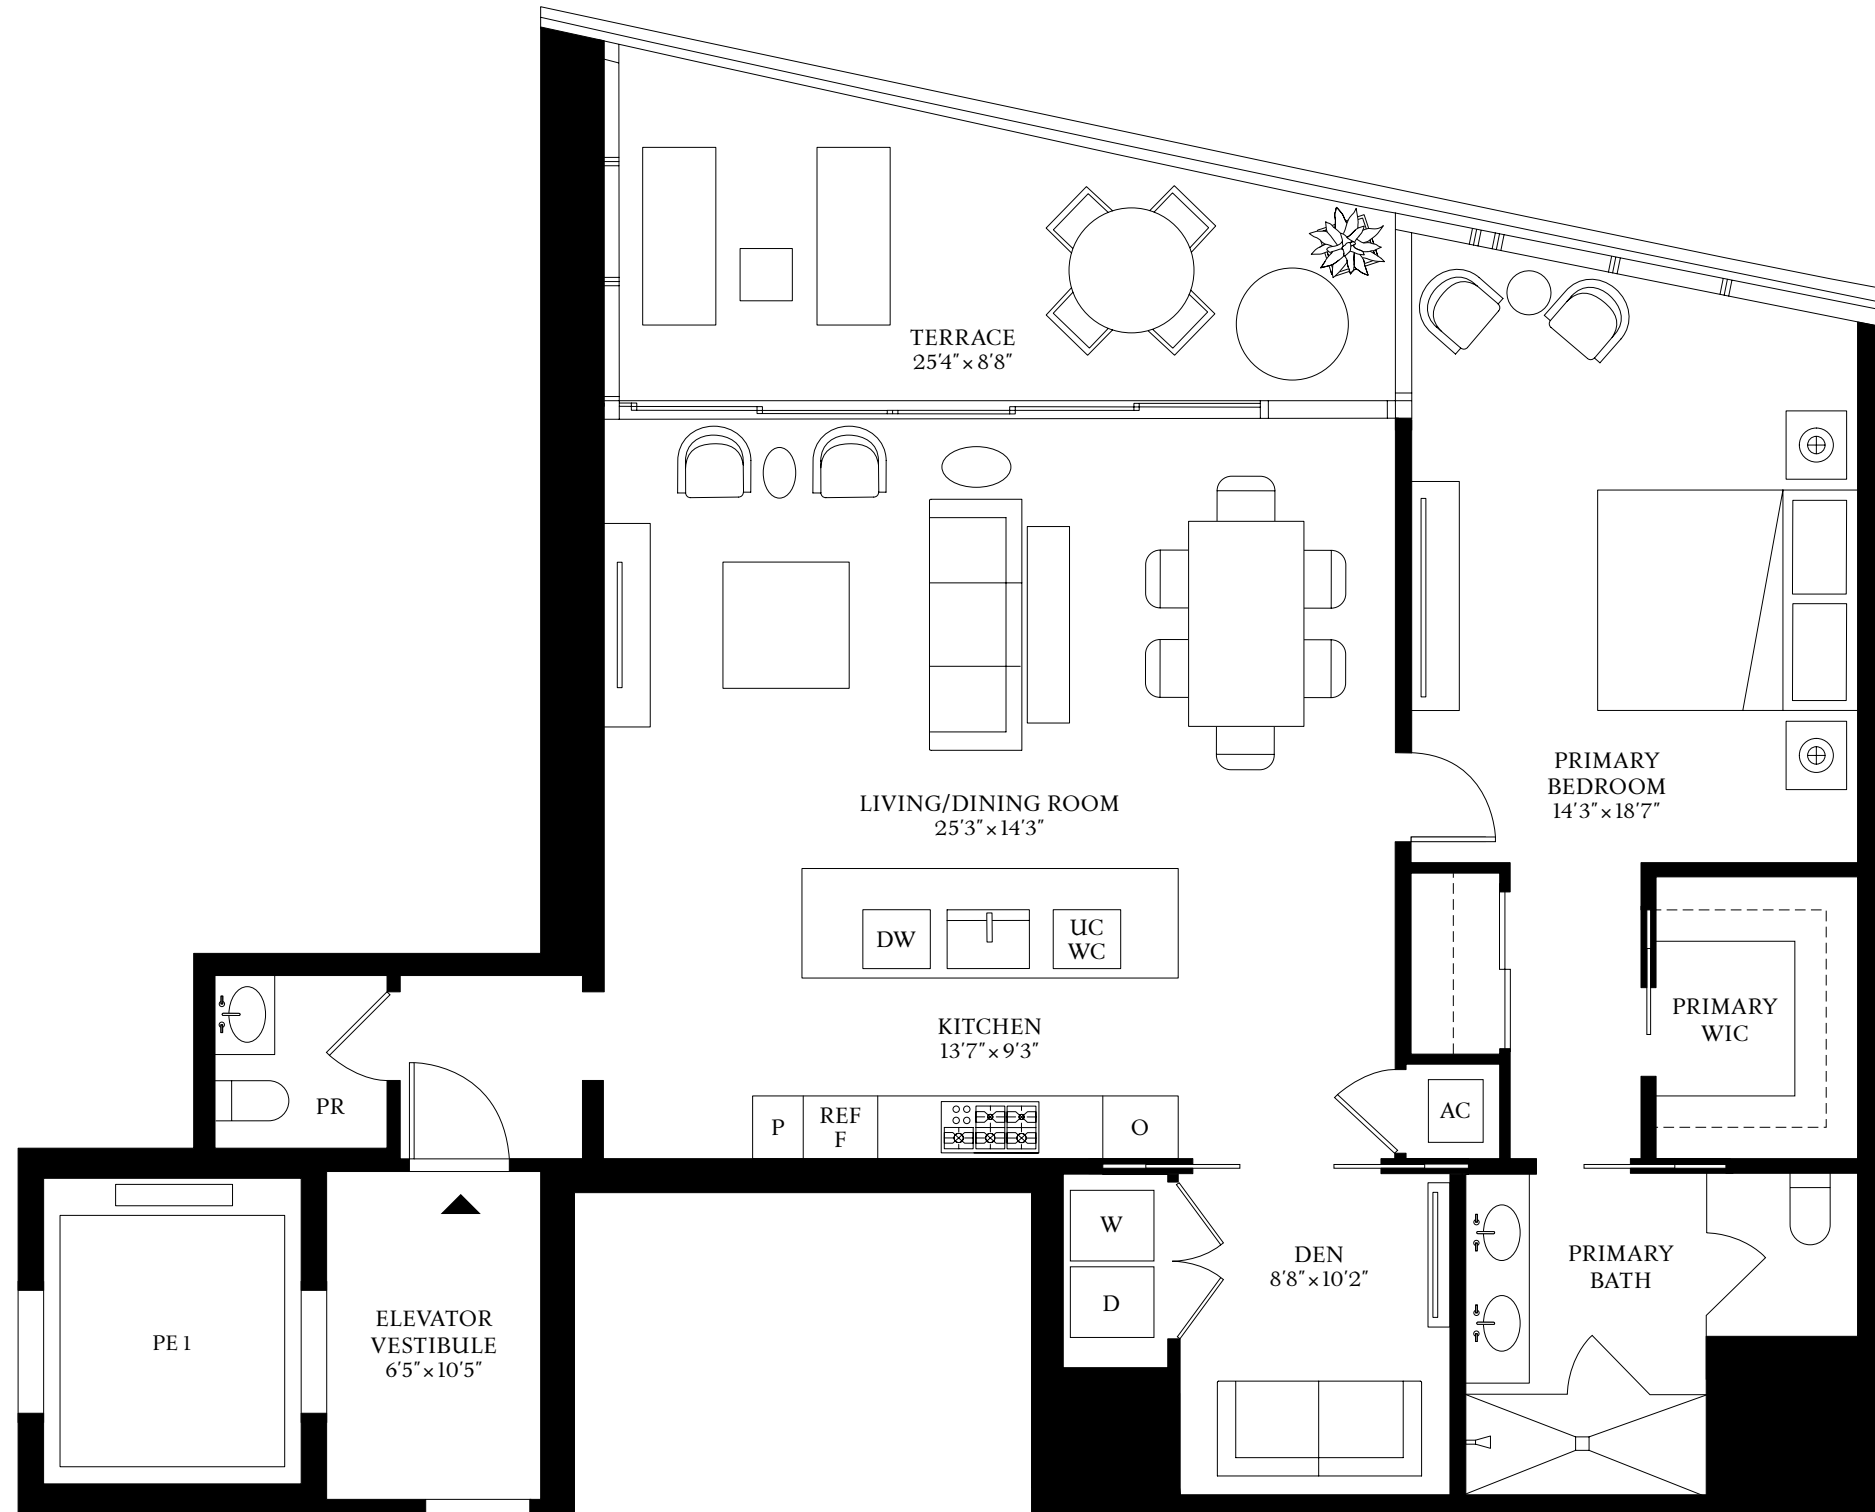 TERRACE
25'4"×8'8"
LIVING/DINING ROOM
25'3"×14'3"
PRIMARY
BEDROOM
14'3"×18'7"
DW
UC
WC
KITCHEN
13'7"×9'3"
PRIMARY
WIC
PR
P
REF
F
O
AC
W
D
DEN
8'8"×10'2"
PRIMARY
BATH
PE 1
ELEVATOR
VESTIBULE
6'5"×10'5"